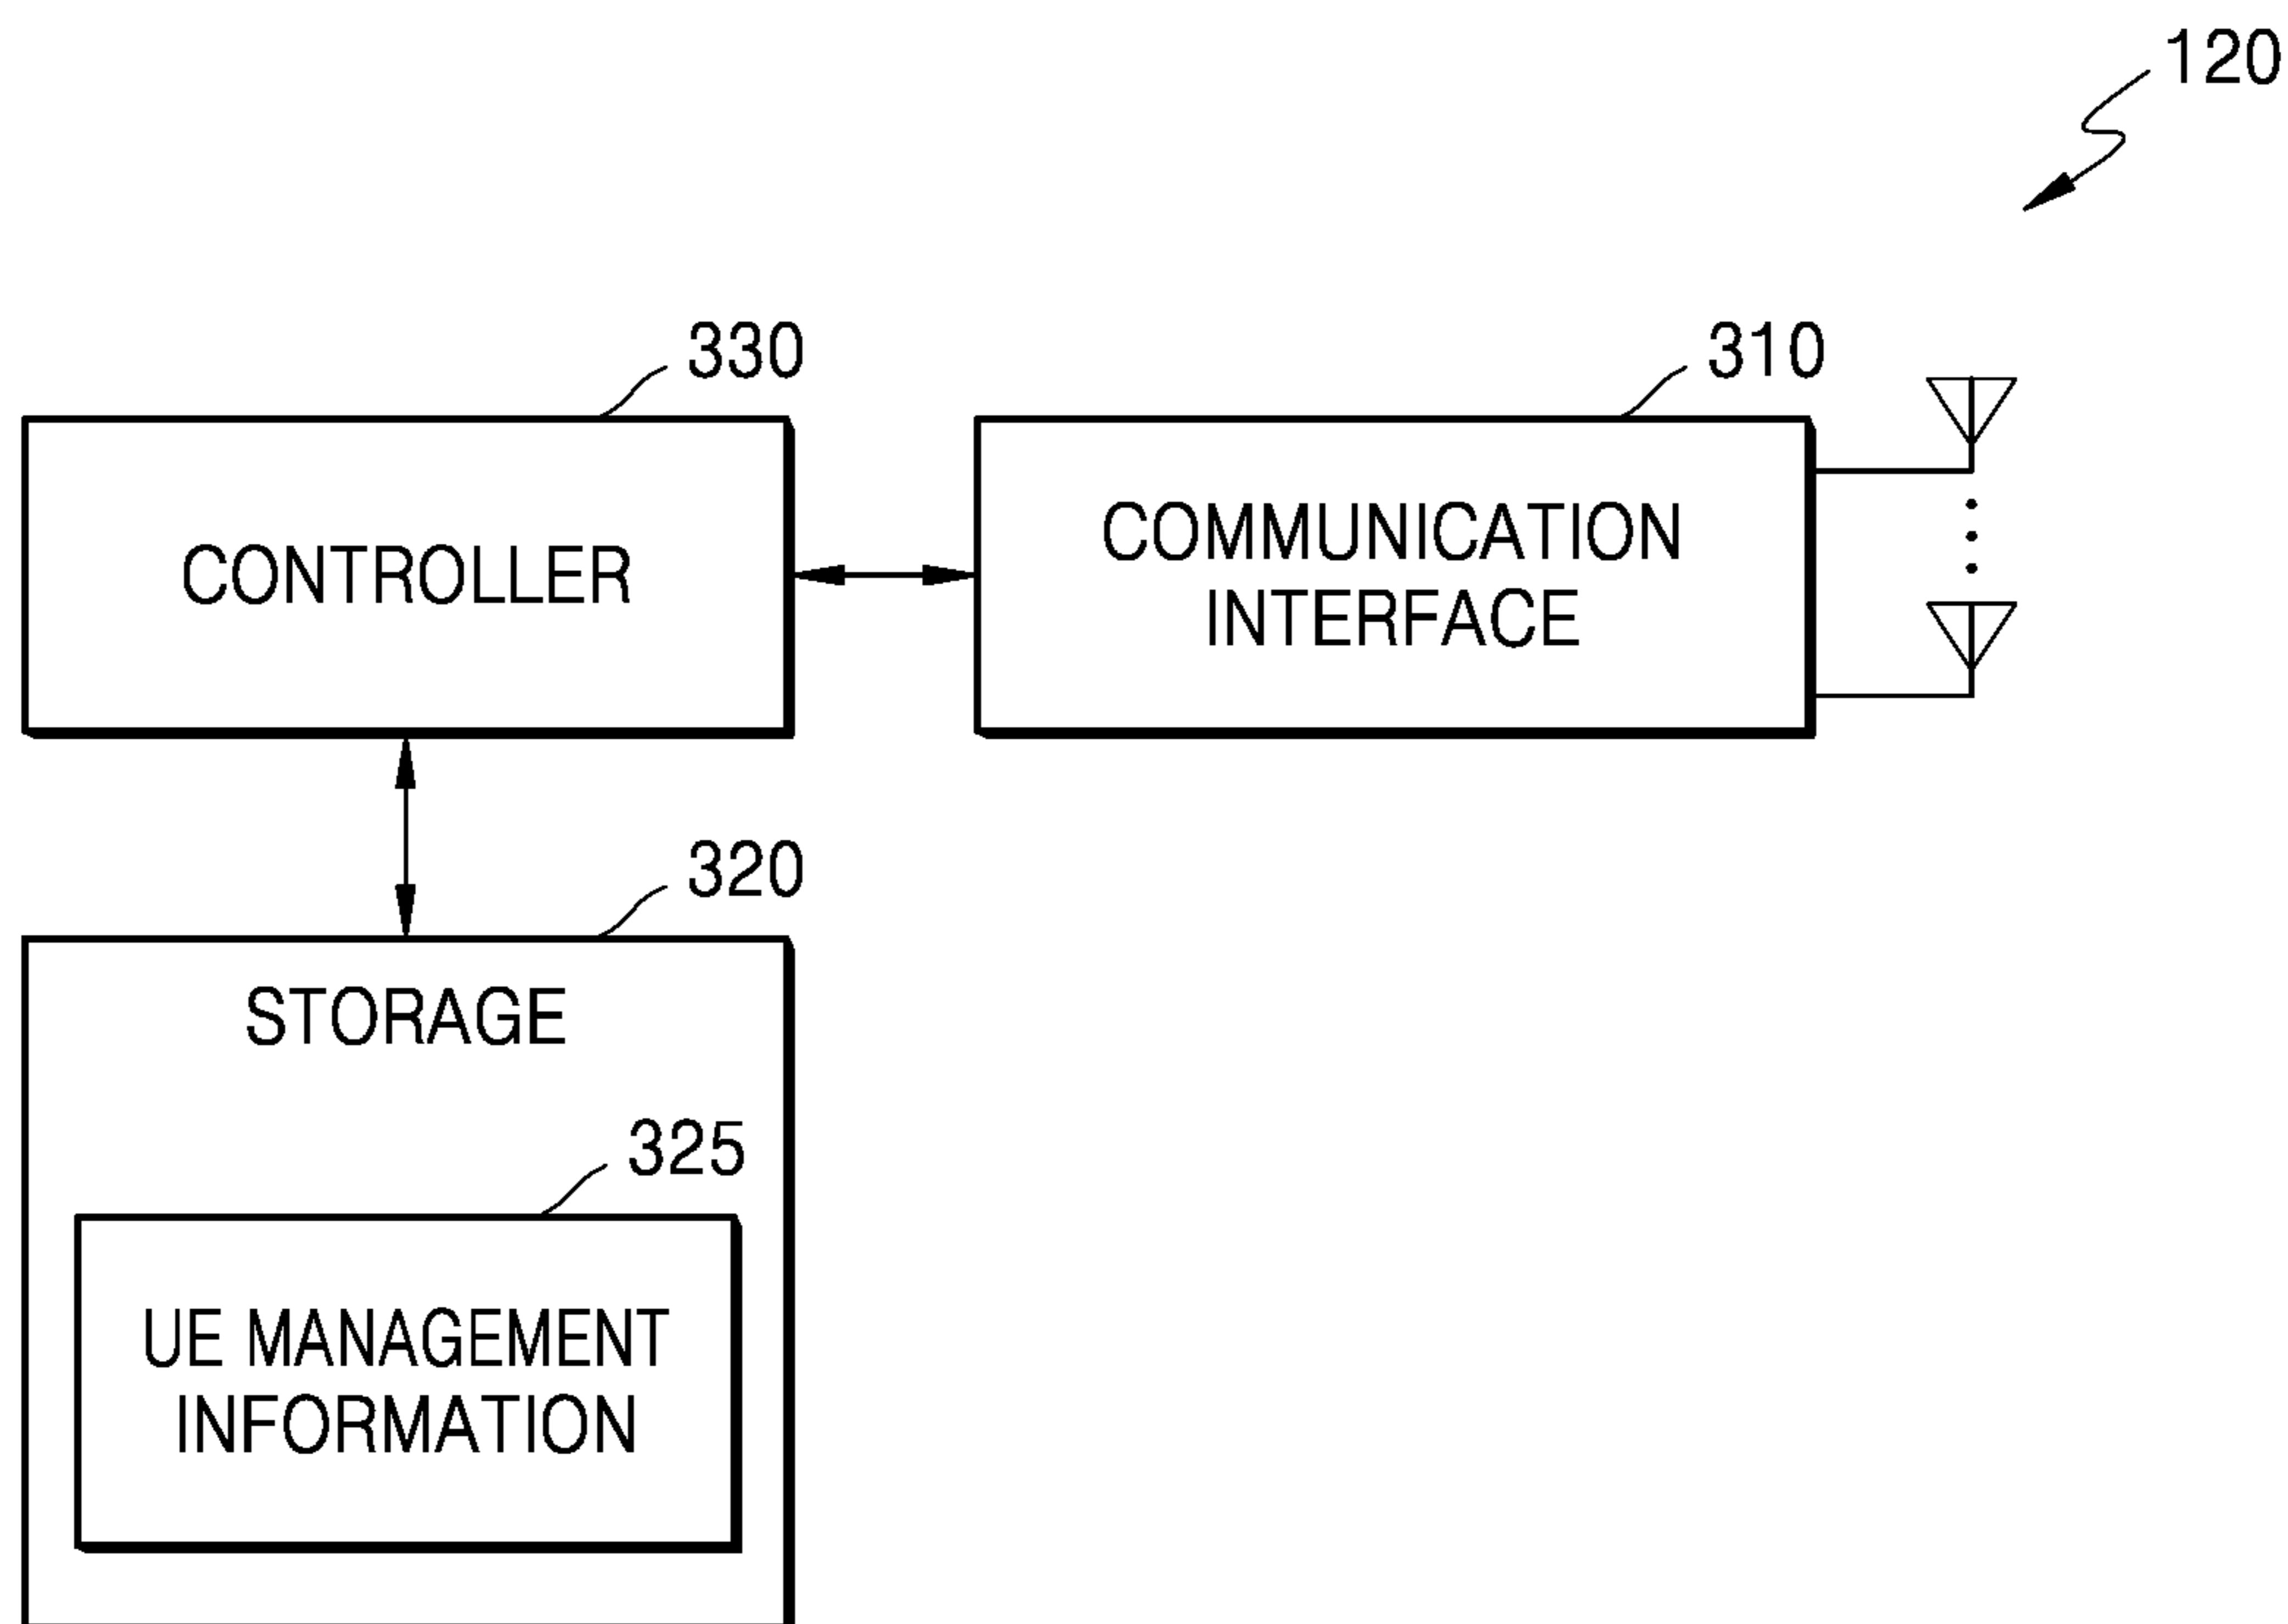 120
330
310
CONTROLLER
COMMUNICATION
INTERFACE
320
STORAGE
325
UE MANAGEMENT
INFORMATION